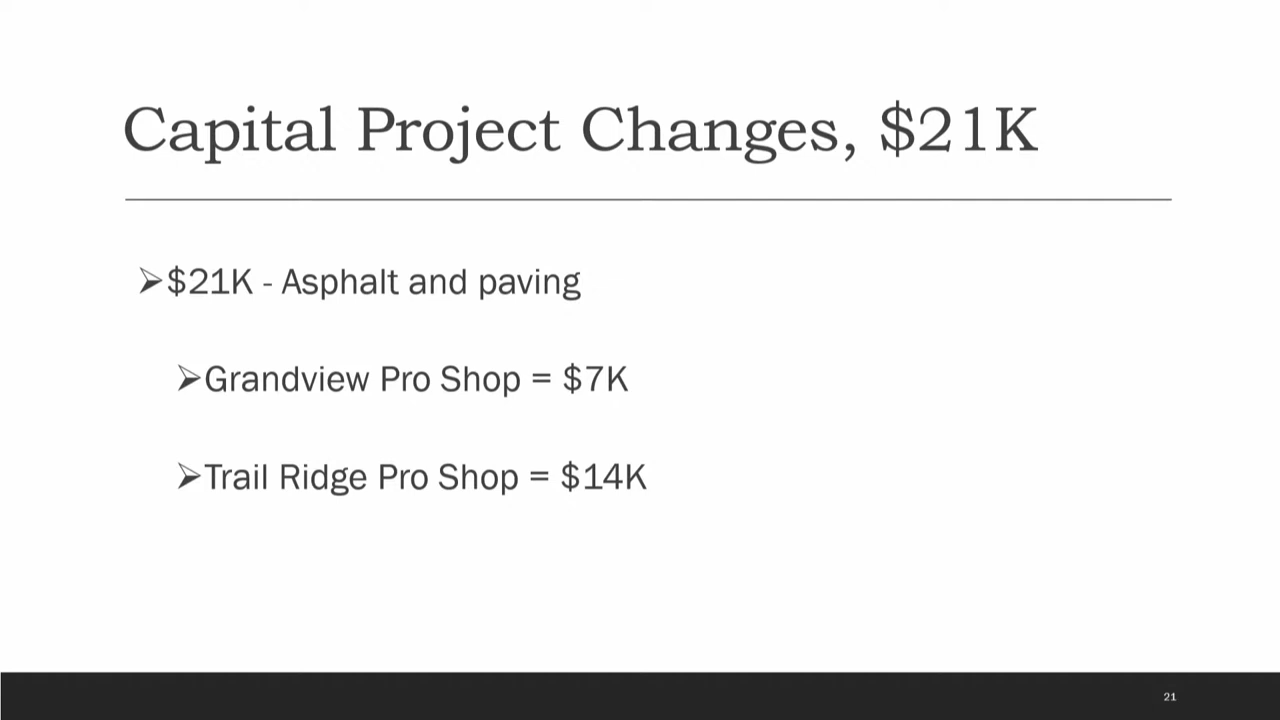 Capital Project Changes, $21K
➢$21K - Asphalt and paving
➢Grandview Pro Shop = $7K
➢Trail Ridge Pro Shop = $14K
21